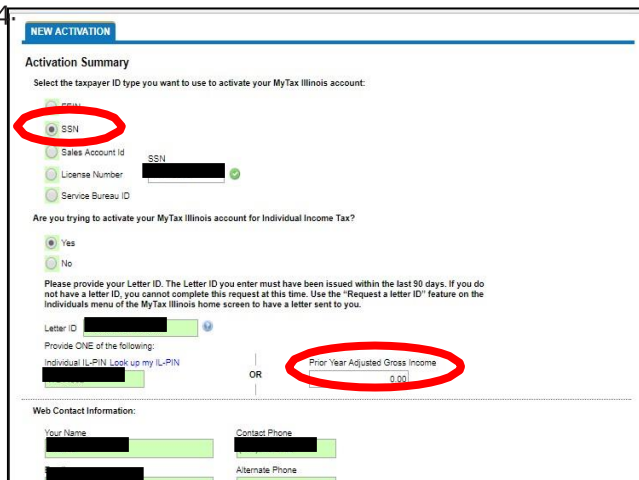 4.
NEW ACTIVATION
Activation Summary
Select the taxpayer ID type you want to use to activate your MyTax Illinois account:
FEIN
SSN
Sales Account Id
SSN
License Number
Service Bureau ID
Are you trying to activate your MyTax Illinois account for Individual Income Tax?
Yes
No
Please provide your Letter ID. The Letter ID you enter must have been issued within the last 90 days. If you do
not have a letter ID, you cannot complete this request at this time. Use the "Request a letter ID" feature on the
Individuals menu of the MyTax Illinois home screen to have a letter sent to you.
Letter ID
Provide ONE of the following:
Individual IL-PIN Look up my IL-PIN
OR
Prior Year Adjusted Gross Income
0.00
Web Contact Information:
Your Name
Contact Phone
Alternate Phone